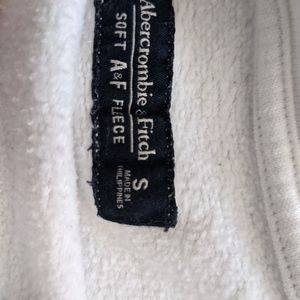 Abercrombie & Fitch
SOFT A&F FLEECE
S
MADE IN
PHILIPPINES